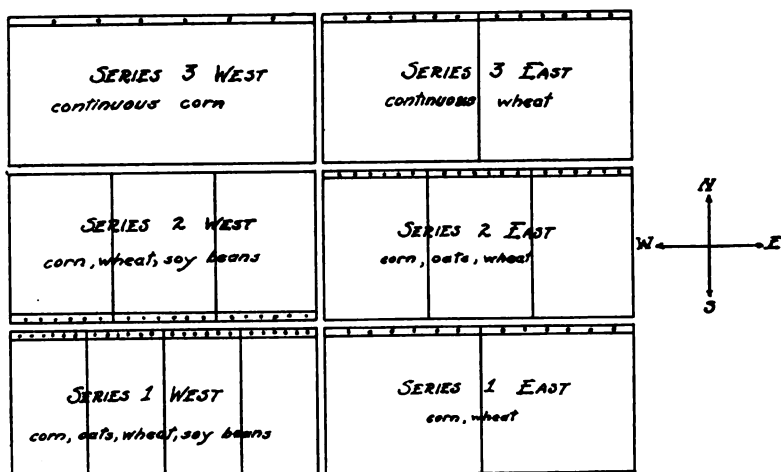 SERIES 3 WEST
continuous corn
SERIES 3 EAST
continuous wheat
SERIES 2 WEST
corn, wheat, soy beans
SERIES 2 EAST
corn, oats, wheat
SERIES 1 WEST
corn, oats, wheat, soy beans
SERIES 1 EAST
corn, wheat
N
W E
S